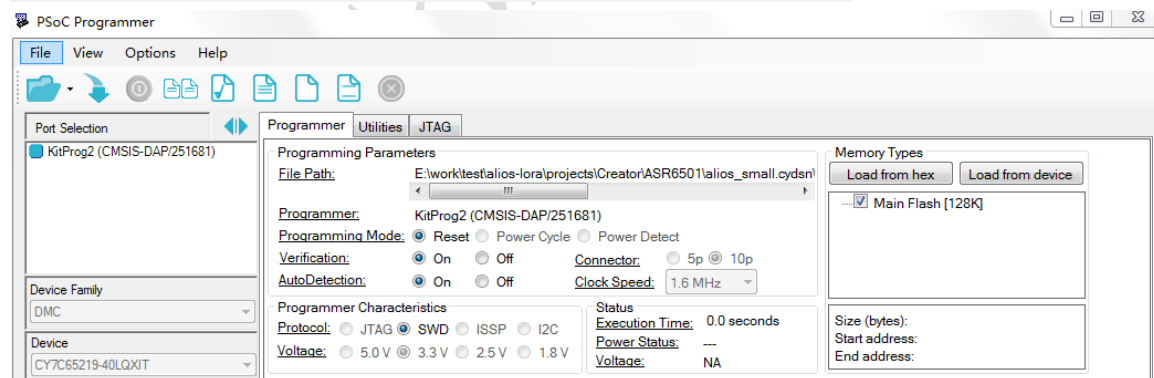 PSoC Programmer
File View Options Help
Port Selection
KitProg2 (CMSIS-DAP/251681)
Device Family
DMC
Device
CY7C65219-40LQXIT
Programmer Utilities JTAG
Programming Parameters
File Path: E:\work\test\alios-lora\projects\Creator\ASR6501\alios_small.cydsn\
Programmer: KitProg2 (CMSIS-DAP/251681)
Programming Mode: Reset Power Cycle Power Detect
Verification: On Off Connector: 5p 10p
AutoDetection: On Off Clock Speed: 1.6 MHz
Programmer Characteristics
Protocol: JTAG SWD ISSP I2C
Voltage: 5.0 V 3.3 V 2.5 V 1.8 V
Status
Execution Time: 0.0 seconds
Power Status: ---
Voltage: NA
Memory Types
Load from hex Load from device
Main Flash [128K]
Size (bytes):
Start address:
End address: